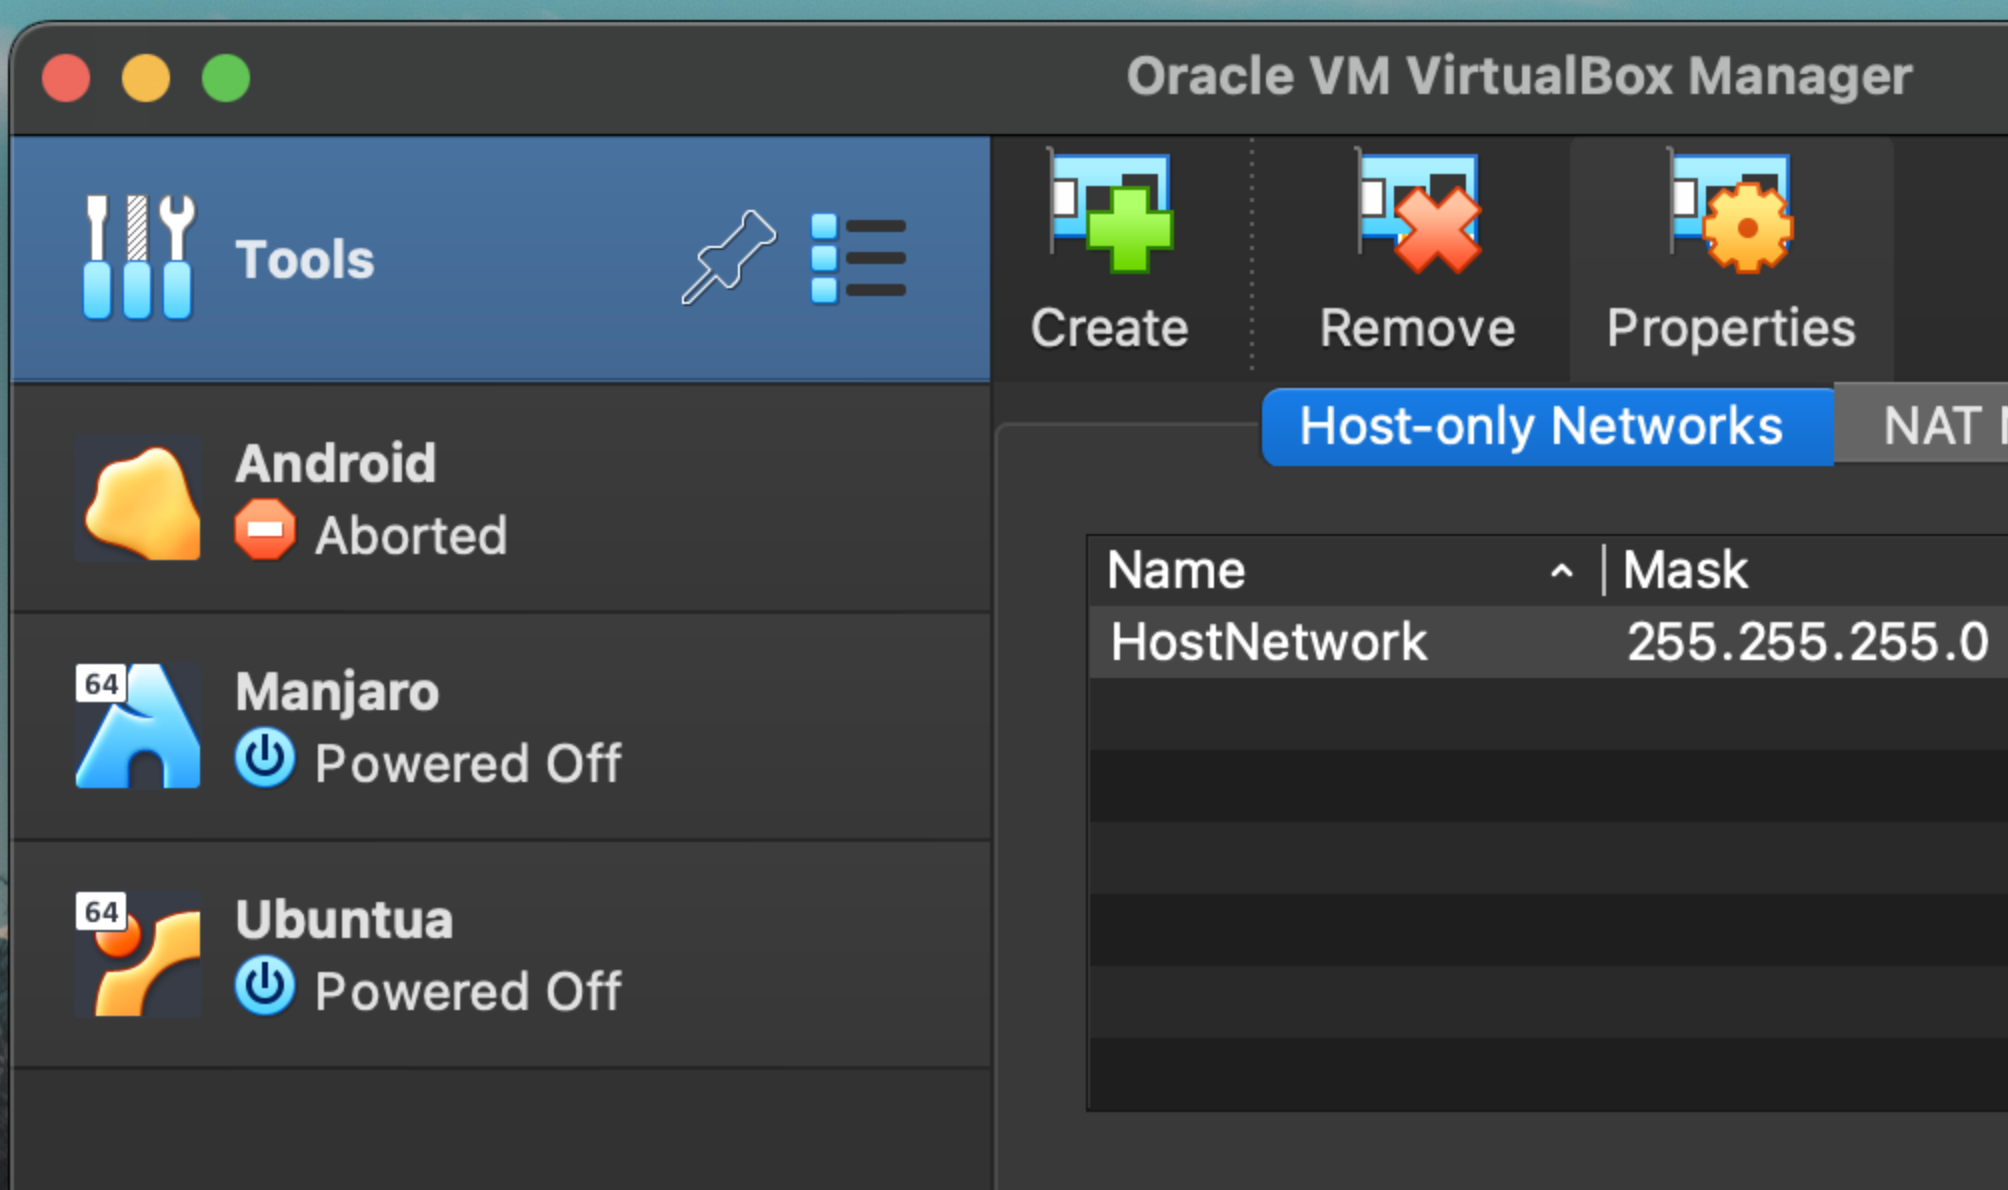 Oracle VM VirtualBox Manager
Tools
Create
Remove
Properties
Host-only Networks
NAT
Android
Aborted
Name
Mask
HostNetwork
255.255.255.0
64
Manjaro
Powered Off
64
Ubuntua
Powered Off